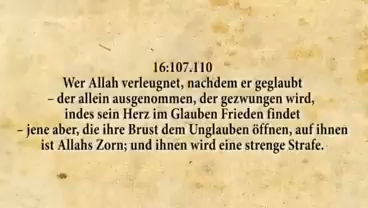 16:107.110
Wer Allah verleugnet, nachdem er geglaubt
– der allein ausgenommen, der gezwungen wird,
indes sein Herz im Glauben Frieden findet
– jene aber, die ihre Brust dem Unglauben öffnen, auf ihnen
ist Allahs Zorn; und ihnen wird eine strenge Strafe.